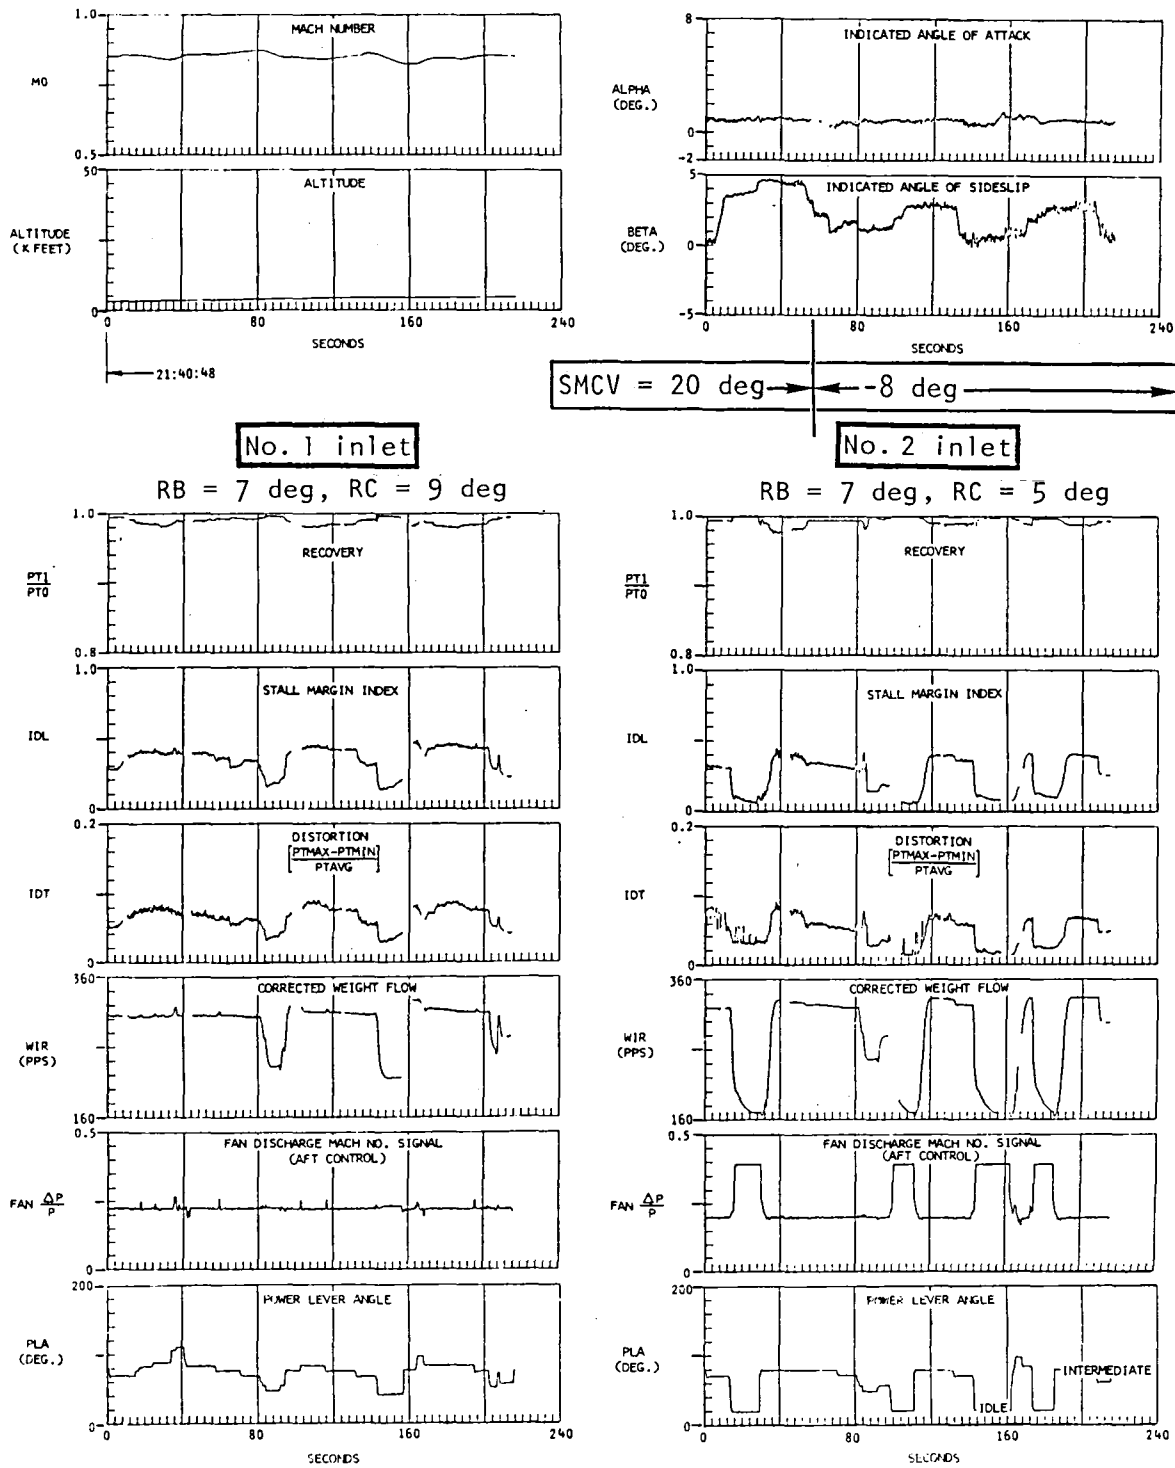 1.0
MACH NUMBER
M0
0.5
50
ALTITUDE
ALTITUDE
(K FEET)
0
0 80 160 240
SECONDS
21:40:48
8
INDICATED ANGLE OF ATTACK
ALPHA
(DEG.)
0
-2
5
INDICATED ANGLE OF SIDESLIP
BETA
(DEG.)
0
-5
0 80 160 240
SECONDS
SMCV = 20 deg -8 deg
No. 1 inlet
RB = 7 deg, RC = 9 deg
1.0
RECOVERY
PT1
PT0
0.8
1.0
STALL MARGIN INDEX
IDL
0
0.2
DISTORTION
[PTMAX-PTMIN]
PTAVG
IDT
0
360
CORRECTED WEIGHT FLOW
WIR
(PPS)
160
0.5
FAN DISCHARGE MACH NO. SIGNAL
(AFT CONTROL)
FAN ΔP
P
0
200
POWER LEVER ANGLE
PLA
(DEG.)
0
0 80 160 240
SECONDS
No. 2 inlet
RB = 7 deg, RC = 5 deg
1.0
RECOVERY
PT1
PT0
0.8
1.0
STALL MARGIN INDEX
IDL
0
0.2
DISTORTION
[PTMAX-PTMIN]
PTAVG
IDT
0
360
CORRECTED WEIGHT FLOW
WIR
(PPS)
160
0.5
FAN DISCHARGE MACH NO. SIGNAL
(AFT CONTROL)
FAN ΔP
P
0
200
POWER LEVER ANGLE
PLA
(DEG.)
INTERMEDIATE
IDLE
0
0 80 160 240
SECONDS